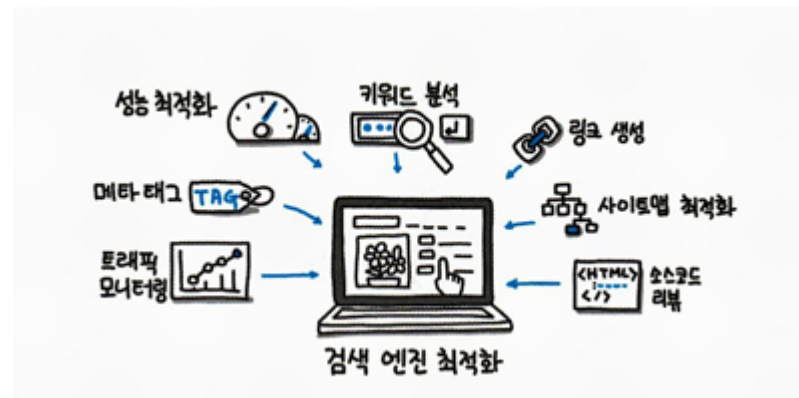 성능 최적화
키워드 분석
링크 생성
메타 태그
TAG
사이트맵 최적화
트래픽
모니터링
<HTML>
</>
소스코드
리뷰
검색 엔진 최적화